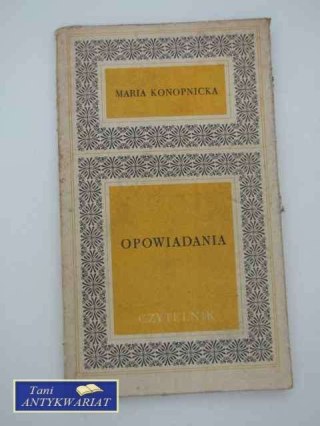 MARIA KONOPNICKA
OPOWIADANIA
CZYTELNIK
Tani
ANTYKWARIAT